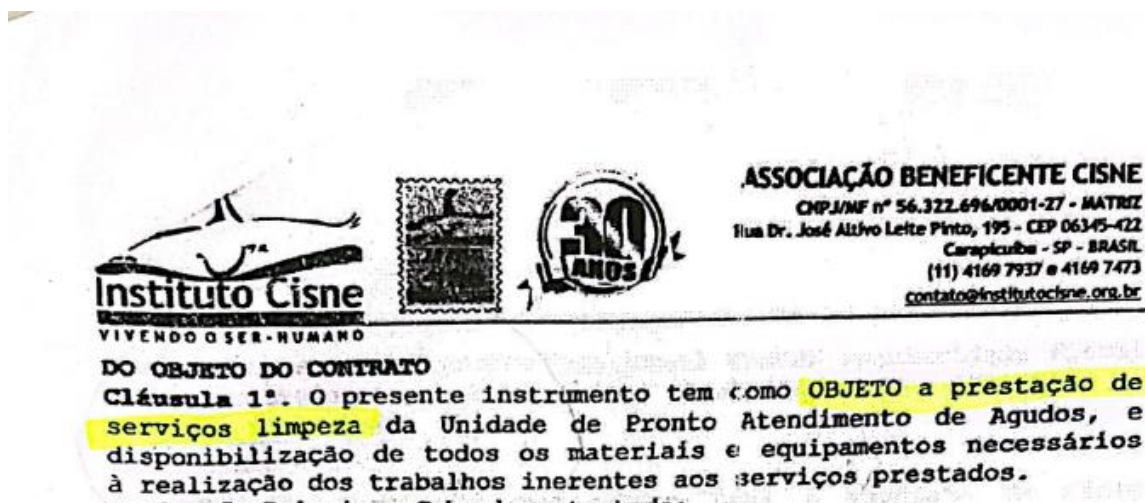 ASSOCIAÇÃO BENEFICENTE CISNE
CNPJ/MF nº 56.322.696/0001-27 - MATRIZ
Rua Dr. José Altivo Leite Pinto, 195 - CEP 06345-422
Carapicuíba - SP - BRASIL
(11) 4169 7937 e 4169 7473
contato@institutocisne.org.br
30
ANOS
Instituto Cisne
VIVENDO O SER-HUMANO
DO OBJETO DO CONTRATO
Cláusula 1ª. O presente instrumento tem como OBJETO a prestação de
serviços limpeza da Unidade de Pronto Atendimento de Agudos, e
disponibilização de todos os materiais e equipamentos necessários
à realização dos trabalhos inerentes aos serviços prestados.